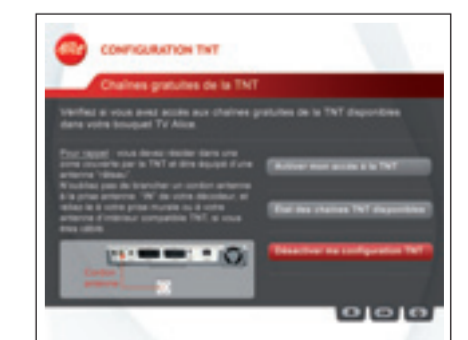 Alice
CONFIGURATION TNT
Chaînes gratuites de la TNT
Vérifiez si vous avez accès aux chaînes gratuites de la TNT disponibles
dans votre bouquet TV Alice.
Pour rappel : vous devez résider dans une
zone couverte par la TNT et être équipé d'une
antenne "râteau".
N'oubliez pas de brancher un cordon antenne
à la prise antenne "IN" de votre décodeur, et
reliez-le à votre prise murale ou à votre
antenne d'intérieur compatible TNT, si vous
êtes câblé.
Activer mon accès à la TNT
État des chaînes TNT disponibles
Désactiver ma configuration TNT
Cordon
antenne